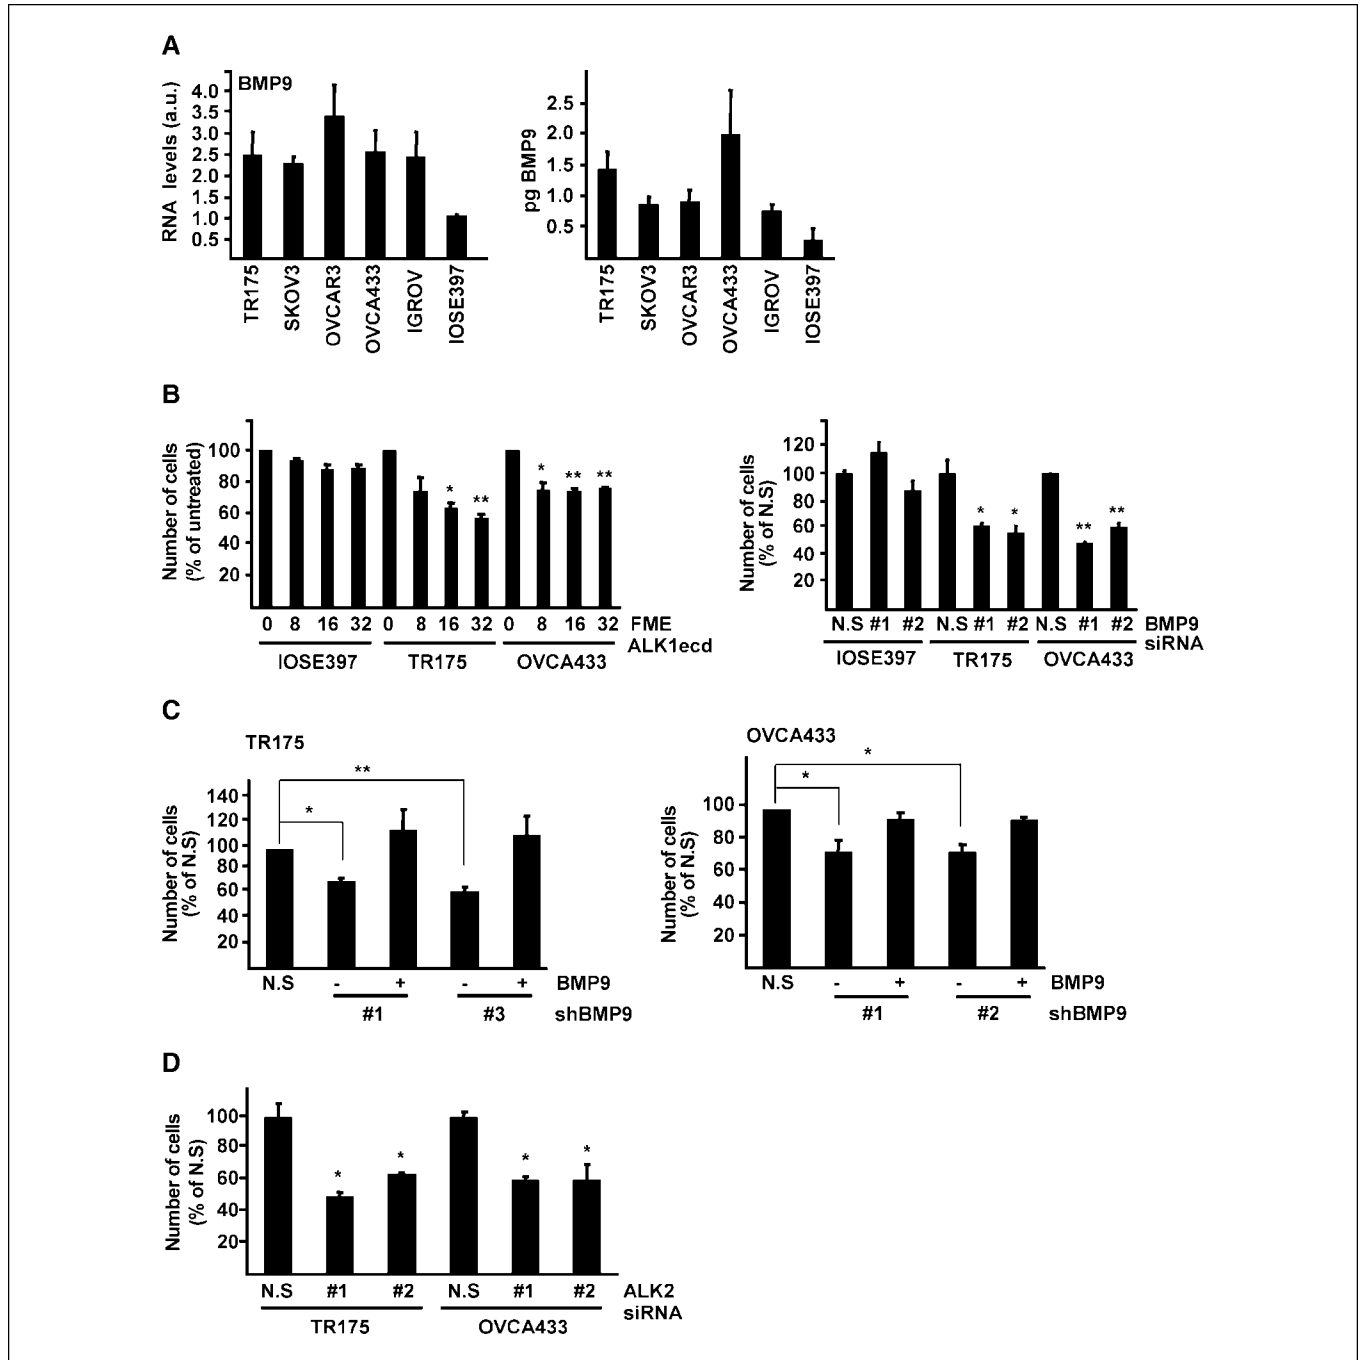 A
BMP9
RNA levels (a.u.)
4.0
3.5
3.0
2.5
2.0
1.5
1.0
0.5
TR175
SKOV3
OVCAR3
OVCA433
IGROV
IOSE397
pg BMP9
2.5
2.0
1.5
1.0
0.5
TR175
SKOV3
OVCAR3
OVCA433
IGROV
IOSE397
B
Number of cells
(% of untreated)
100
80
60
40
20
* ** * ** **
0 8 16 32 0 8 16 32 0 8 16 32 FME
ALK1ecd
IOSE397 TR175 OVCA433
Number of cells
(% of N.S)
120
100
80
60
40
20
* * ** **
N.S #1 #2 N.S #1 #2 N.S #1 #2 BMP9
siRNA
IOSE397 TR175 OVCA433
C
TR175
Number of cells
(% of N.S)
140
120
100
80
60
40
20
**
*
N.S - + - + BMP9
#1 #3 shBMP9
OVCA433
Number of cells
(% of N.S)
100
80
60
40
20
*
*
N.S - + - + BMP9
#1 #2 shBMP9
D
Number of cells
(% of N.S)
100
80
60
40
20
* * * *
N.S #1 #2 N.S #1 #2 ALK2
siRNA
TR175 OVCA433